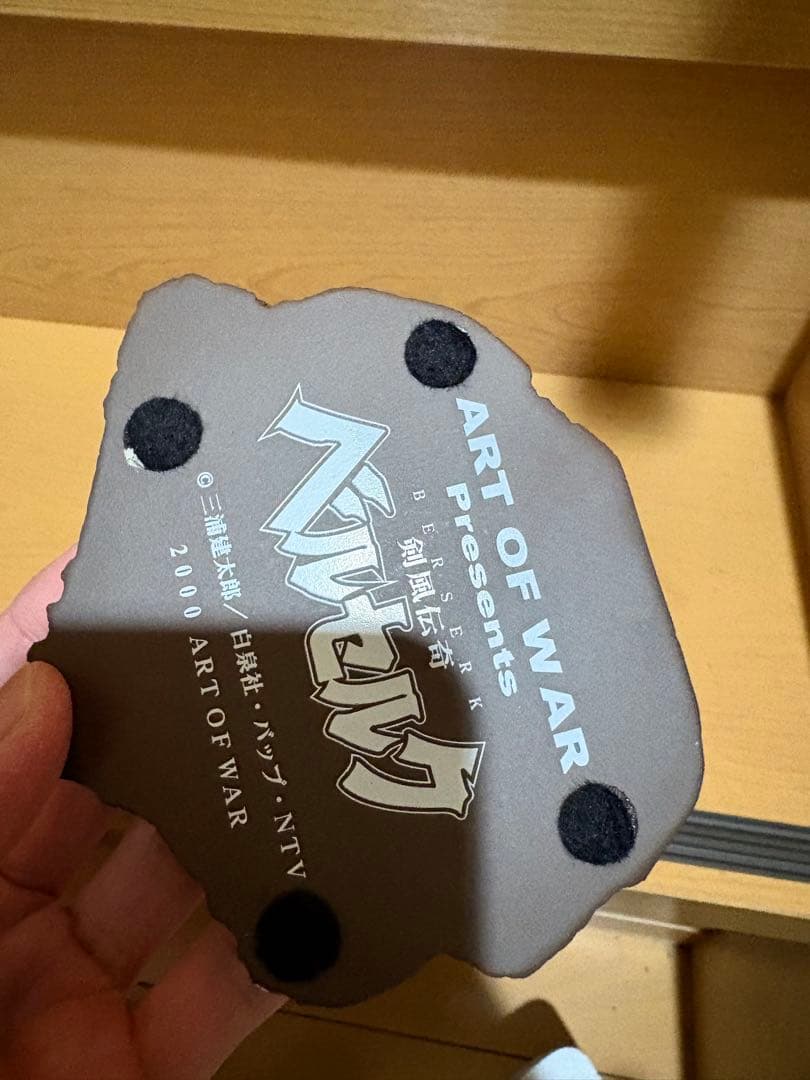 ART OF WAR
Presents
BERSERK
剣風伝奇
ベルセルク
©三浦建太郎/白泉社・バップ・NTV
2000 ART OF WAR